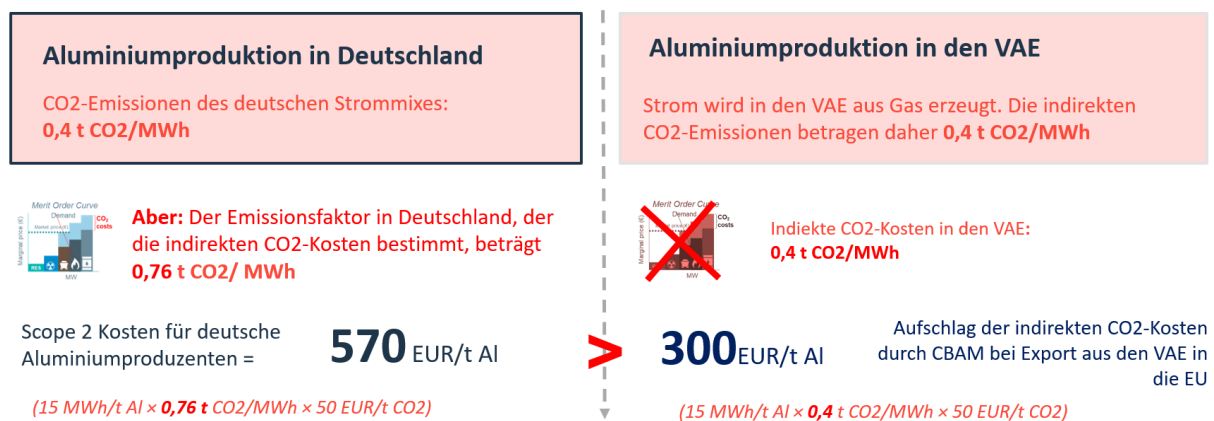 Aluminiumproduktion in Deutschland
CO2-Emissionen des deutschen Strommixes:
0,4 t CO2/MWh
Merit Order Curve
Demand
Market price (€)
CO₂
costs
Marginal price (€)
RES
MW
Aber: Der Emissionsfaktor in Deutschland, der
die indirekten CO2-Kosten bestimmt, beträgt
0,76 t CO2/ MWh
Scope 2 Kosten für deutsche
Aluminiumproduzenten =
570 EUR/t Al
(15 MWh/t Al × 0,76 t CO2/MWh × 50 EUR/t CO2)
>
Aluminiumproduktion in den VAE
Strom wird in den VAE aus Gas erzeugt. Die indirekten
CO2-Emissionen betragen daher 0,4 t CO2/MWh
Merit Order Curve
Demand
CO₂
costs
Marginal price (€)
MW
Indiekte CO2-Kosten in den VAE:
0,4 t CO2/MWh
300EUR/t Al
Aufschlag der indirekten CO2-Kosten
durch CBAM bei Export aus den VAE in
die EU
(15 MWh/t Al × 0,4 t CO2/MWh × 50 EUR/t CO2)